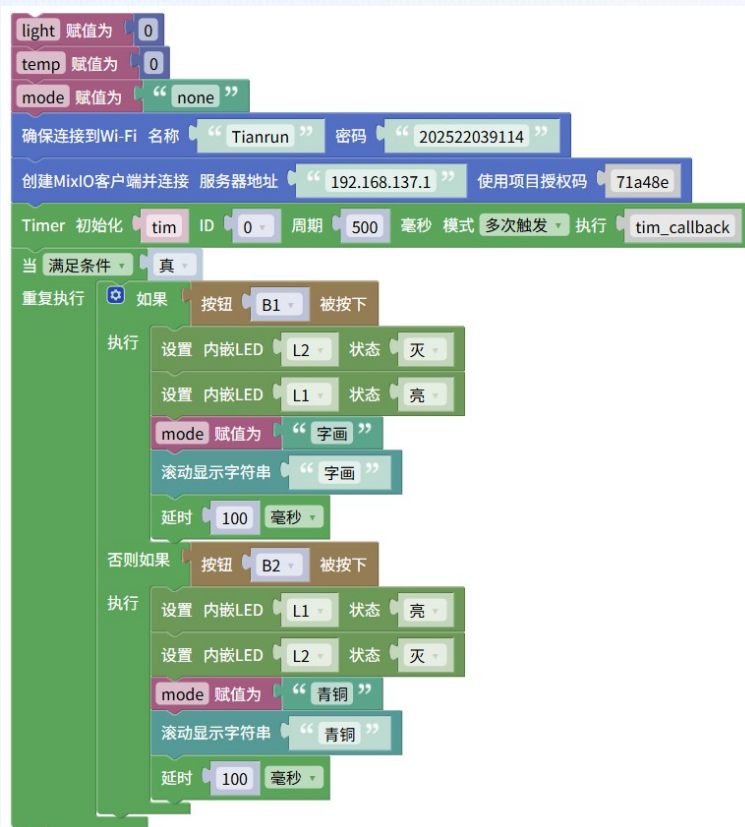 light 赋值为 0
temp 赋值为 0
mode 赋值为 “ none ”
确保连接到Wi-Fi 名称 “ Tianrun ” 密码 “ 202522039114 ”
创建MixIO客户端并连接 服务器地址 “ 192.168.137.1 ” 使用项目授权码 71a48e
Timer 初始化 tim ID 0 周期 500 毫秒 模式 多次触发 执行 tim_callback
当 满足条件 真
重复执行 如果 按钮 B1 被按下
执行 设置 内嵌LED L2 状态 灭
设置 内嵌LED L1 状态 亮
mode 赋值为 “ 字画 ”
滚动显示字符串 “ 字画 ”
延时 100 毫秒
否则如果 按钮 B2 被按下
执行 设置 内嵌LED L1 状态 亮
设置 内嵌LED L2 状态 灭
mode 赋值为 “ 青铜 ”
滚动显示字符串 “ 青铜 ”
延时 100 毫秒